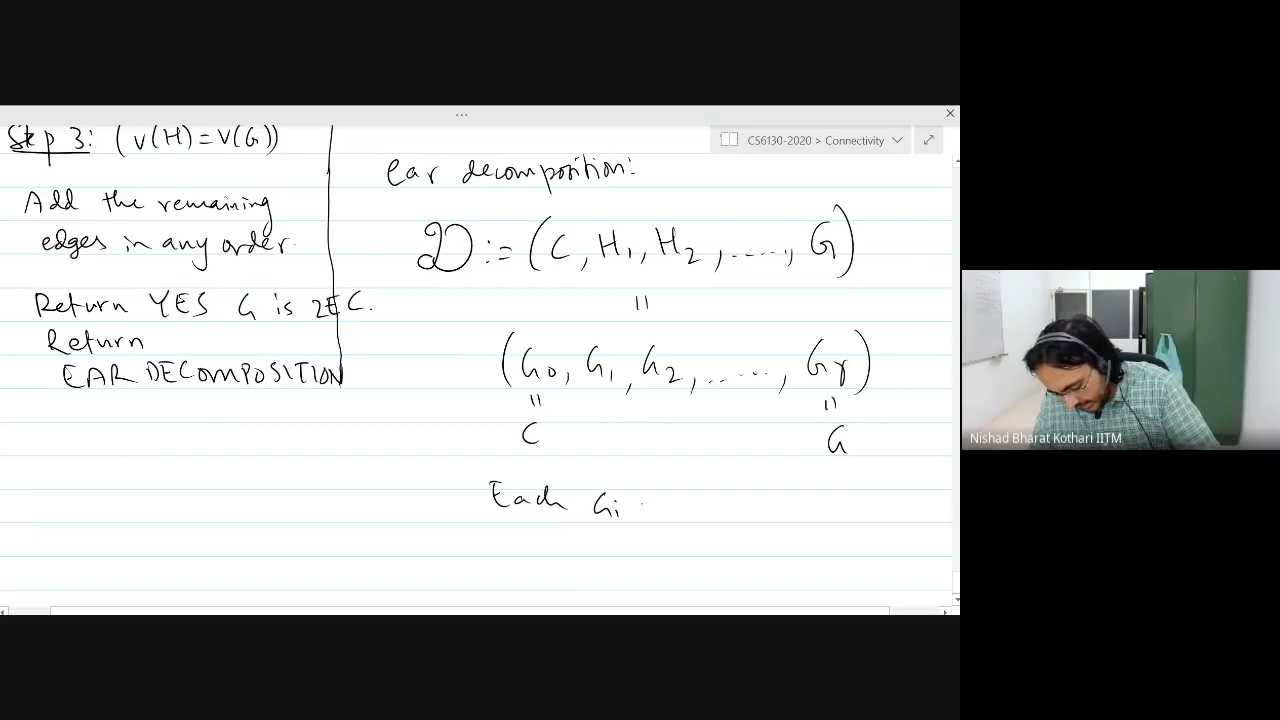 Step 3: (V(H) = V(G))
Add the remaining
edges in any order.
Return YES G is 2EC.
Return
EAR DECOMPOSITION
CS6130-2020 > Connectivity
Ear decomposition:
D := (C, H1, H2, ....., G)
=
(G0, G1, G2, ......, Gr)
= =
C G
Each Gi
Nishad Bharat Kothari IITM